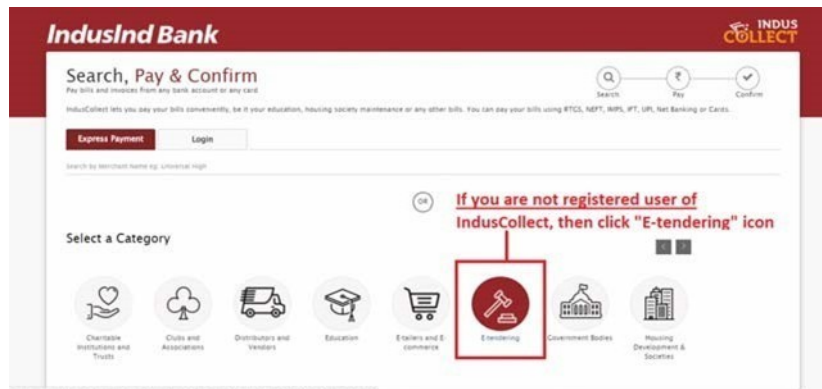 IndusInd Bank
INDUS
COLLECT
Search, Pay & Confirm
Pay bills and invoices from any bank account or any card
Search
Pay
Confirm
IndusCollect lets you pay your bills conveniently, be it your education, housing society maintenance or any other bills. You can pay your bills using RTGS, NEFT, IMPS, IFT, UPI, Net Banking or Cards.
Express Payment
Login
Search by Merchant Name eg. Universal High
OR
If you are not registered user of
IndusCollect, then click "E-tendering" icon
Select a Category
Charitable
Institutions and
Trusts
Clubs and
Associations
Distributors and
Vendors
Education
E-tailers and E-
commerce
E-tendering
Government Bodies
Housing
Development &
Societies